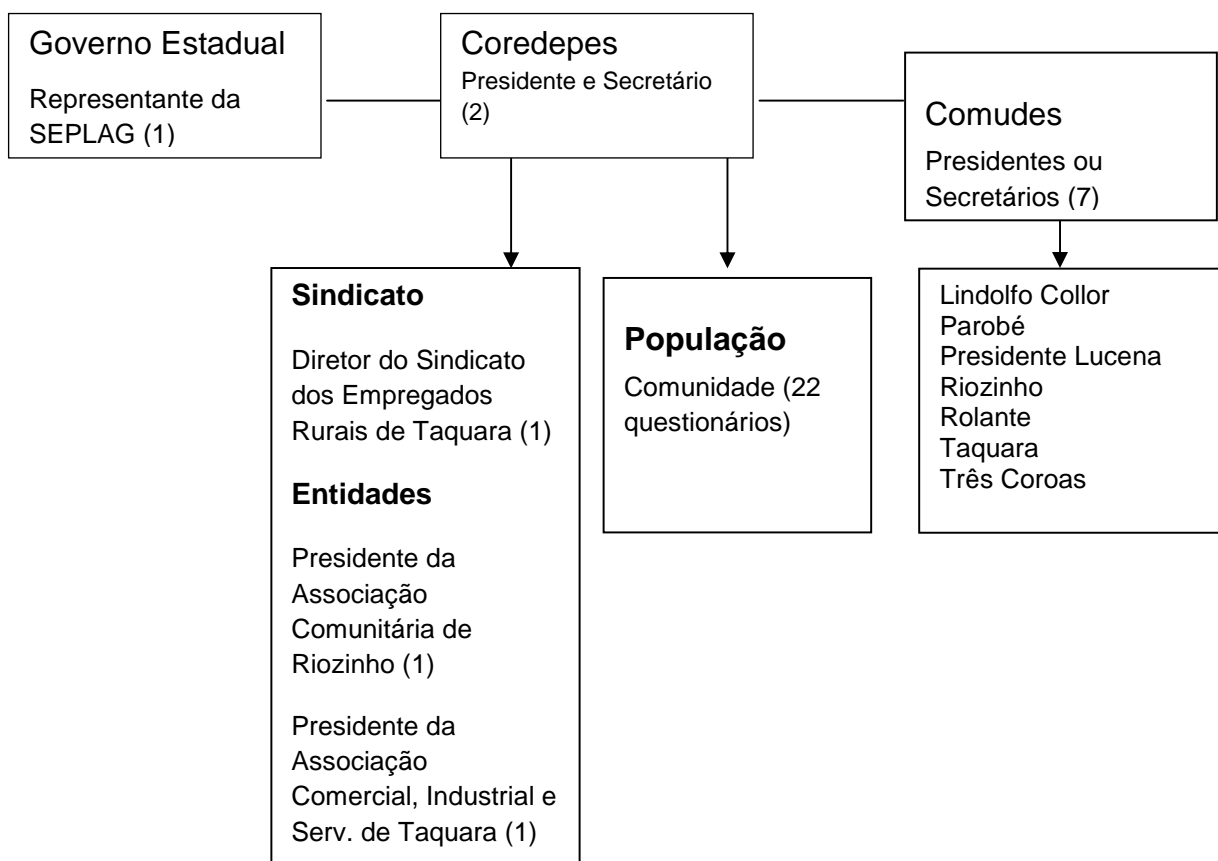 Governo Estadual
Representante da
SEPLAG (1)
Coredepes
Presidente e Secretário
(2)
Comudes
Presidentes ou
Secretários (7)
Sindicato
Diretor do Sindicato
dos Empregados
Rurais de Taquara (1)
Entidades
Presidente da
Associação
Comunitária de
Riozinho (1)
Presidente da
Associação
Comercial, Industrial e
Serv. de Taquara (1)
População
Comunidade (22
questionários)
Lindolfo Collor
Parobé
Presidente Lucena
Riozinho
Rolante
Taquara
Três Coroas